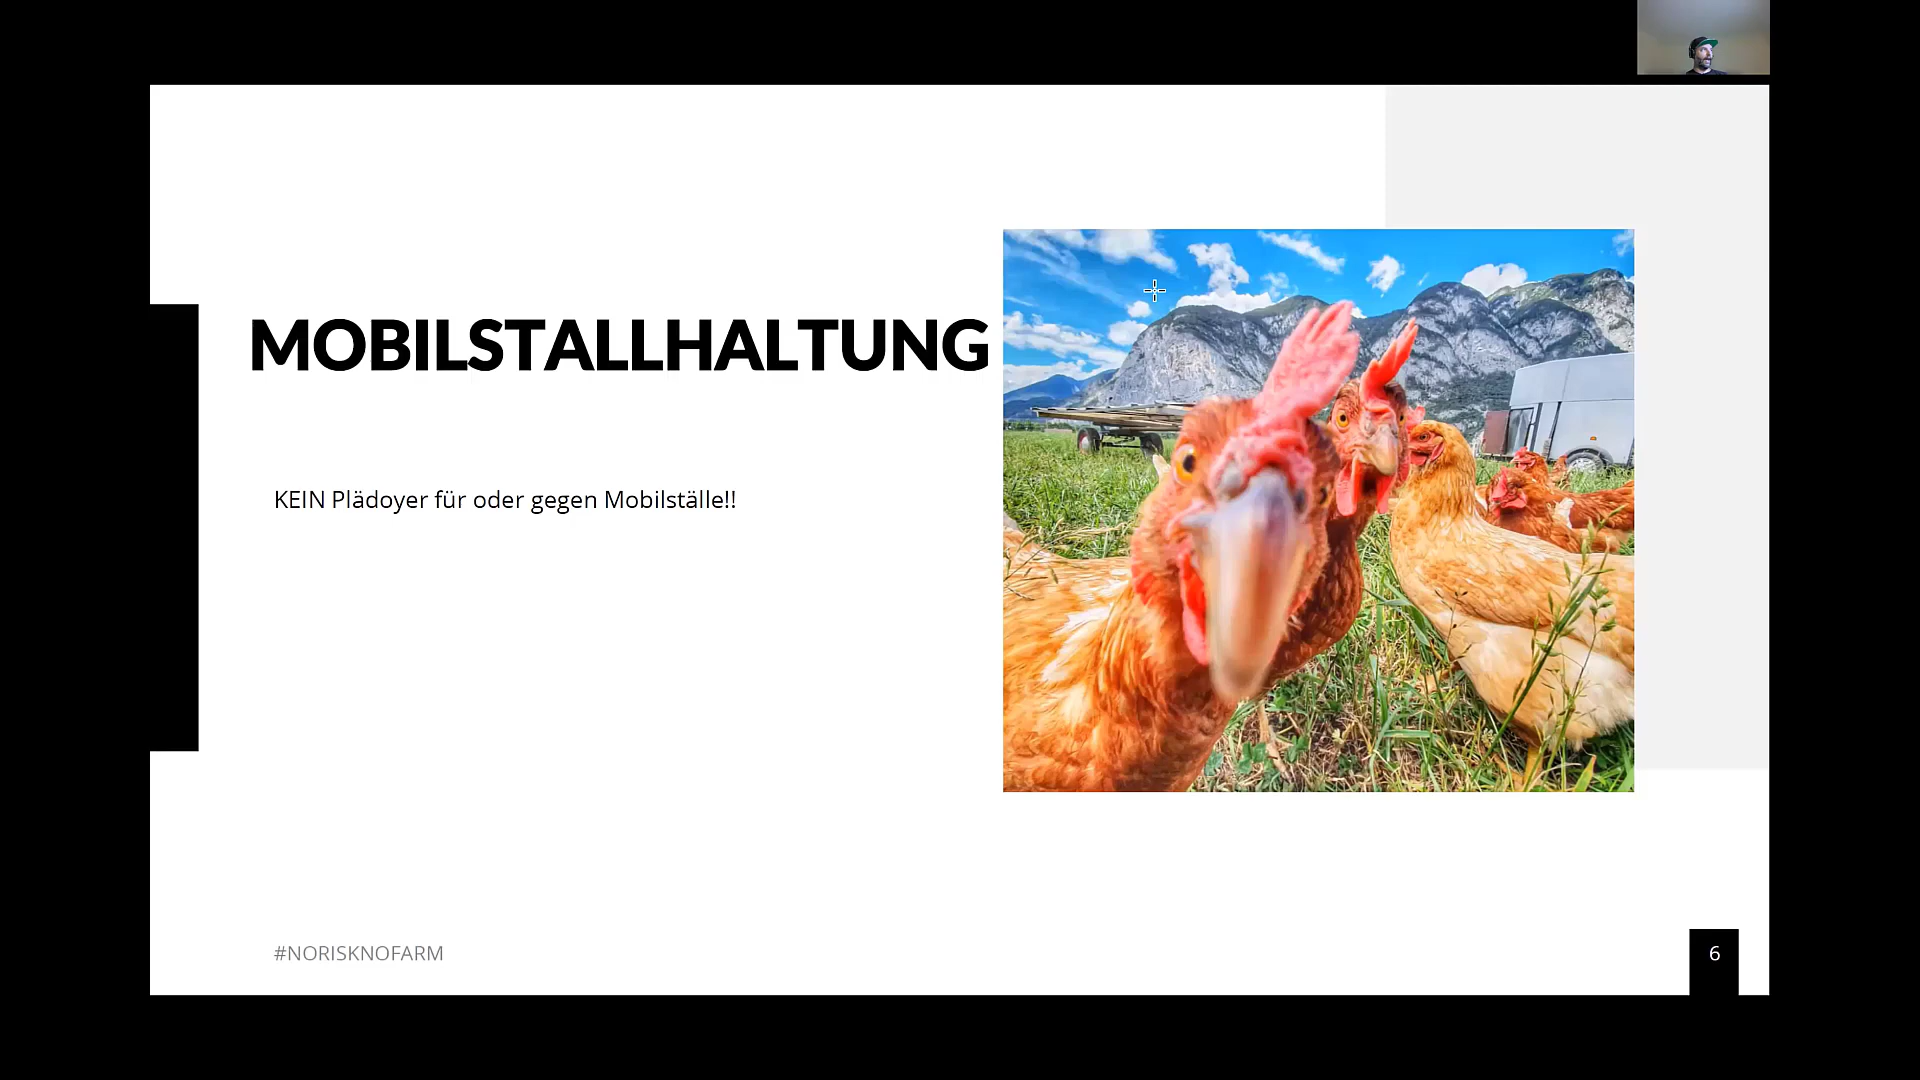 MOBILSTALLHALTUNG
KEIN Plädoyer für oder gegen Mobilställe!!
#NORISKNOFARM
6